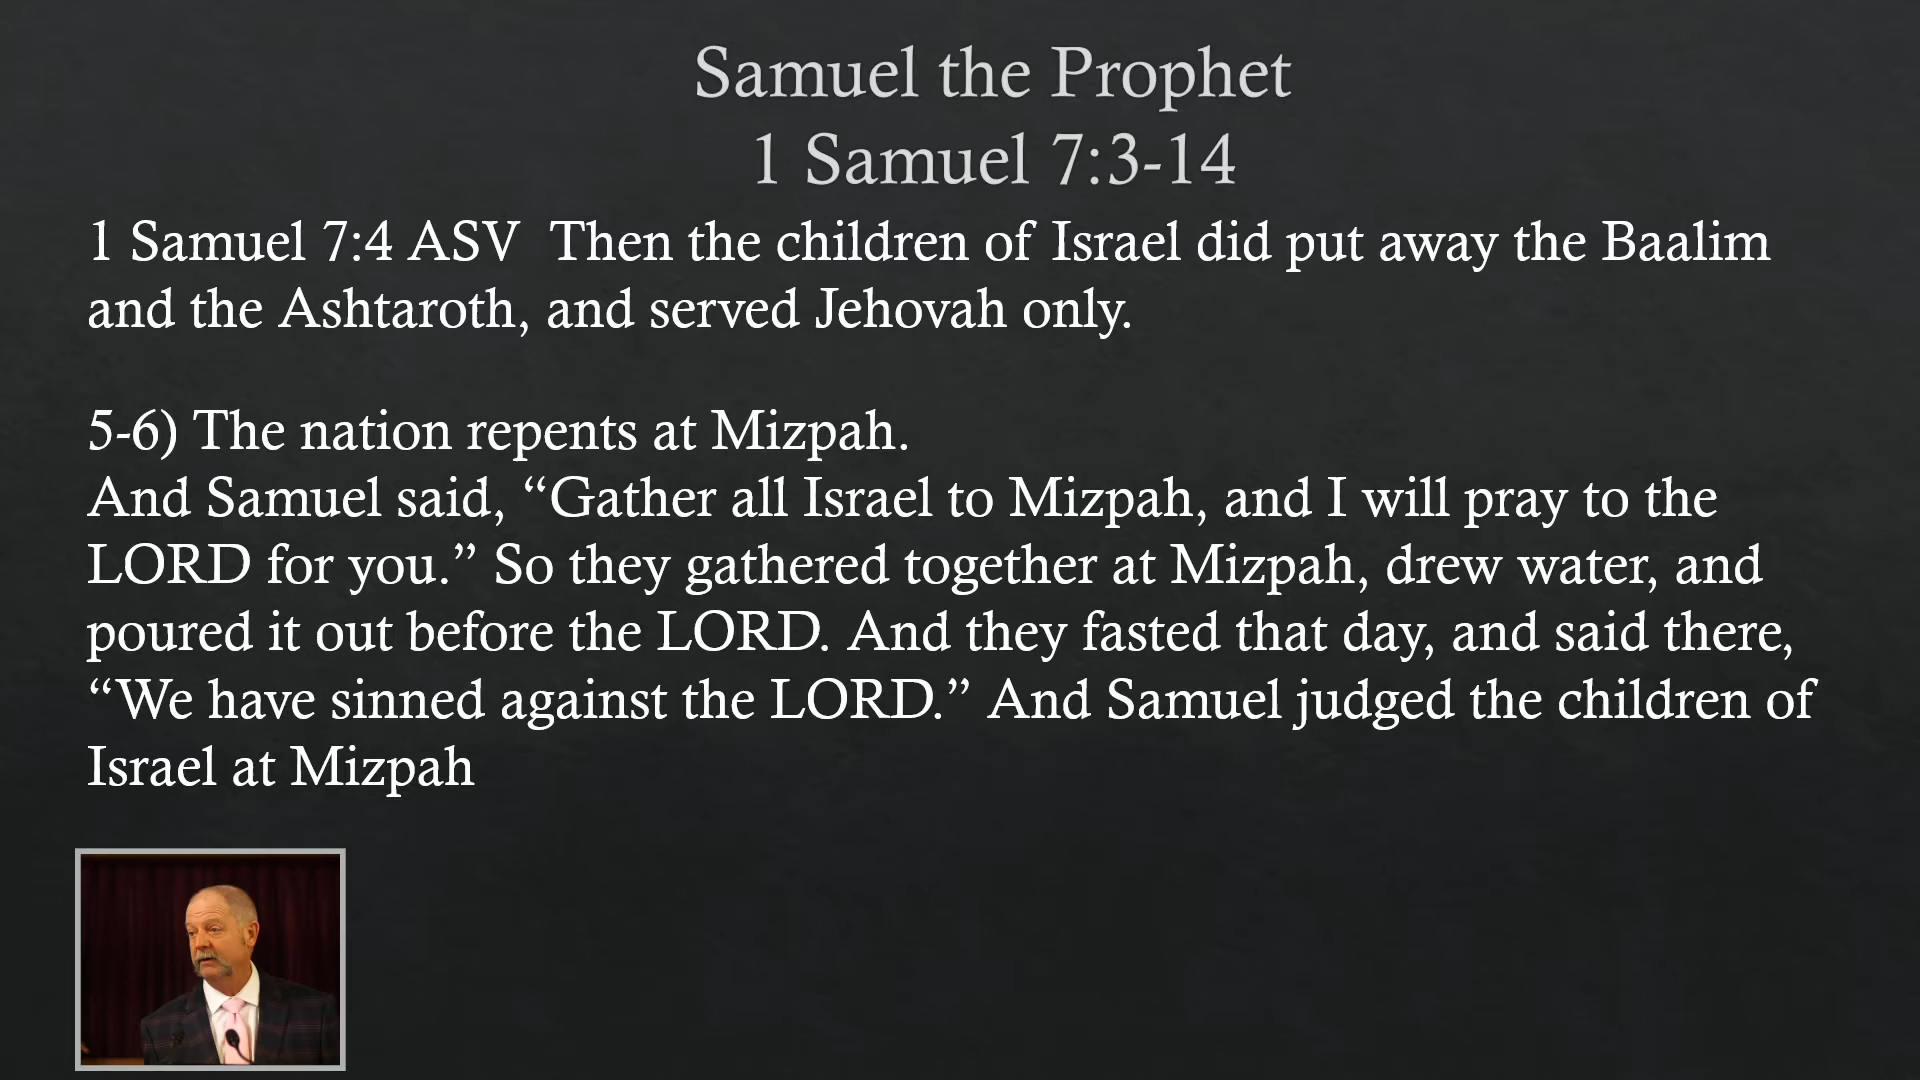 Samuel the Prophet
1 Samuel 7:3-14
1 Samuel 7:4 ASV  Then the children of Israel did put away the Baalim
and the Ashtaroth, and served Jehovah only.
5-6) The nation repents at Mizpah.
And Samuel said, “Gather all Israel to Mizpah, and I will pray to the
LORD for you.” So they gathered together at Mizpah, drew water, and
poured it out before the LORD. And they fasted that day, and said there,
“We have sinned against the LORD.” And Samuel judged the children of
Israel at Mizpah